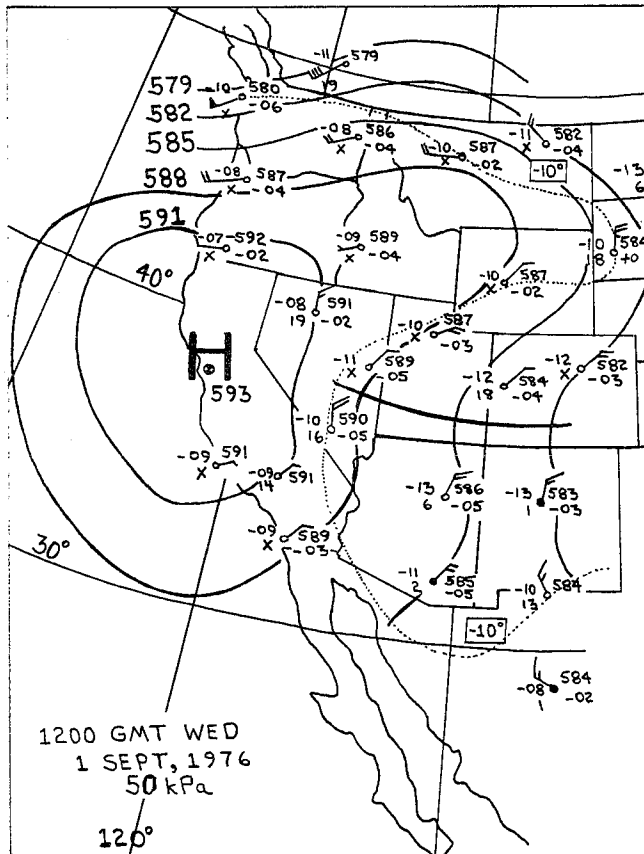 -11 579
19
579 -10 580
-06
582
585
588
591
-08 586
X -04
-11 582
X -04
-10 587
X -02
-10°
-13
6
-08 587
X -04
-07 592
X -02
-09 589
X -04
-10 584
18 +0
40°
-08 591
19 -02
-10 587
X -02
-10 587
X -03
H
593
-11 589
X -05
-12 584
18 -04
-12 582
X -03
-10 590
16 -05
-09 591
X
-09 591
14
-13 586
6 -05
-13 583
1 -03
30°
-09 589
X -03
-11 585
2 -05
-10 584
13
-10°
584
-08 -02
1
1200 GMT WED
1 SEPT, 1976
50 kPa
120°